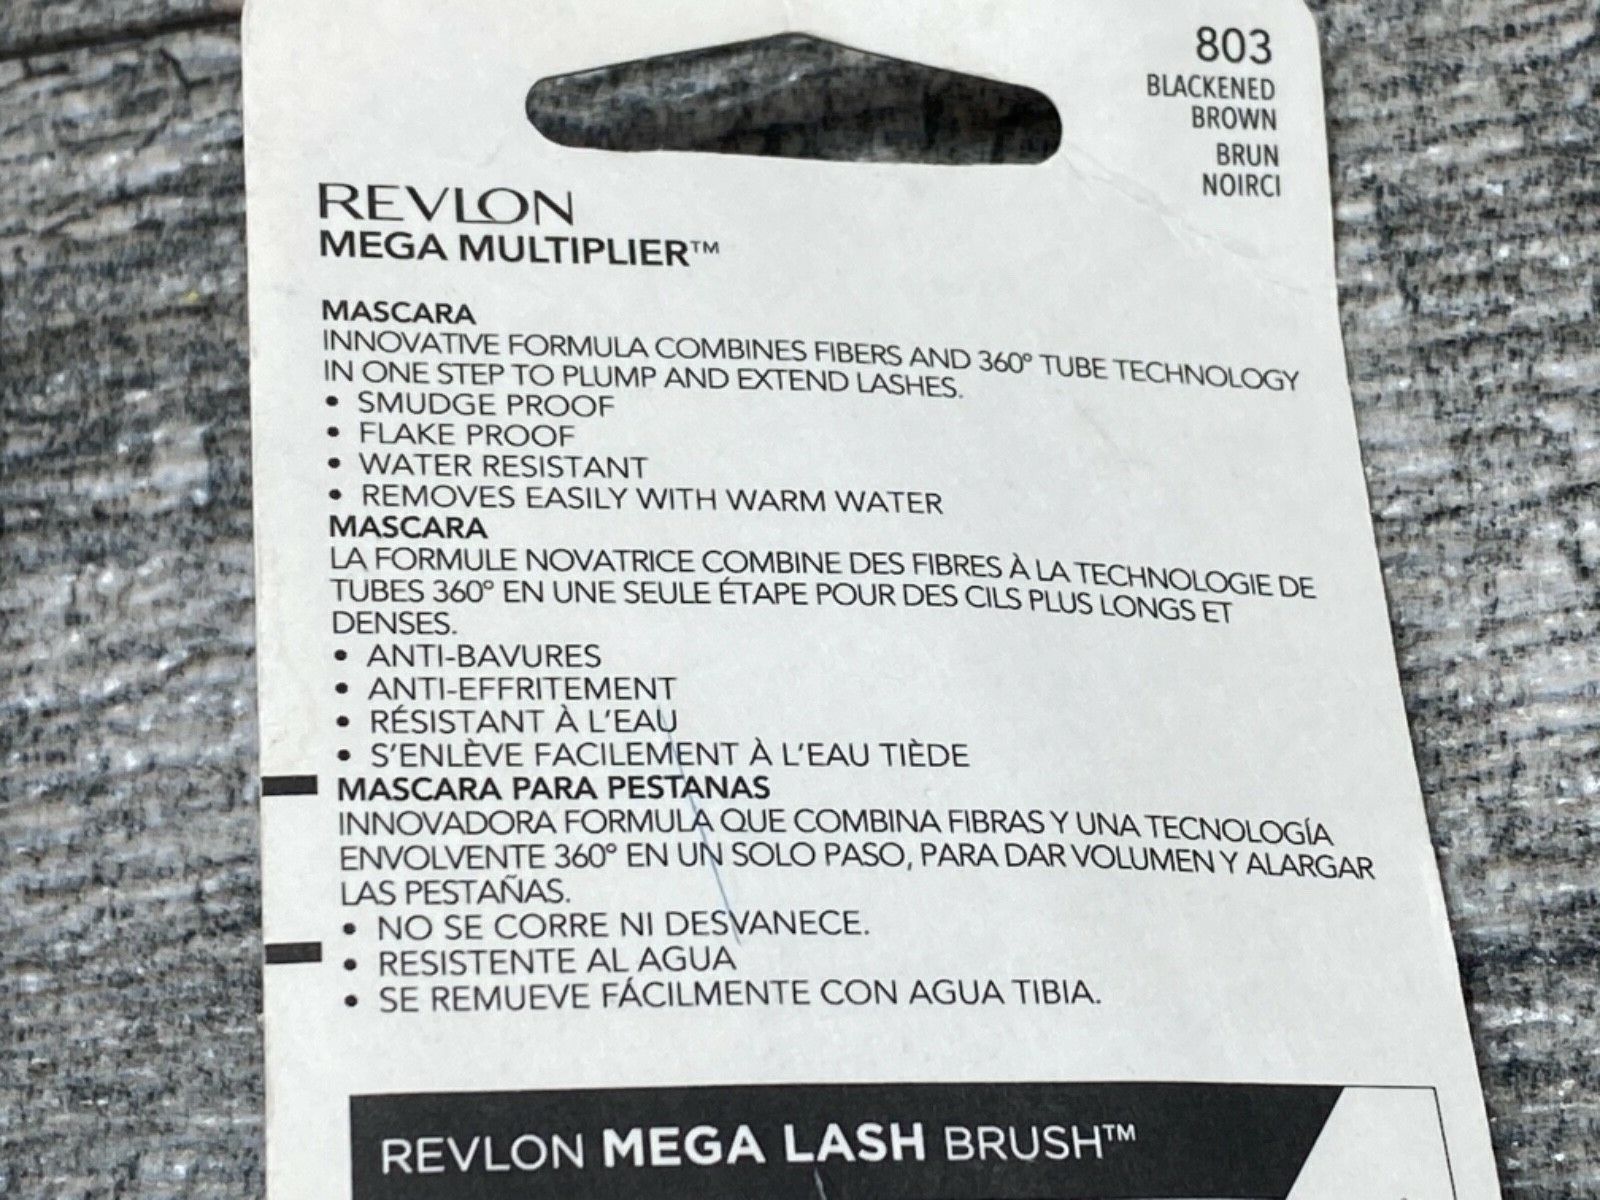 803
BLACKENED
BROWN
BRUN
NOIRCI
REVLON
MEGA MULTIPLIER™
MASCARA
INNOVATIVE FORMULA COMBINES FIBERS AND 360° TUBE TECHNOLOGY
IN ONE STEP TO PLUMP AND EXTEND LASHES.
• SMUDGE PROOF
• FLAKE PROOF
• WATER RESISTANT
• REMOVES EASILY WITH WARM WATER
MASCARA
LA FORMULE NOVATRICE COMBINE DES FIBRES À LA TECHNOLOGIE DE
TUBES 360° EN UNE SEULE ÉTAPE POUR DES CILS PLUS LONGS ET
DENSES.
• ANTI-BAVURES
• ANTI-EFFRITEMENT
• RÉSISTANT À L'EAU
• S'ENLÈVE FACILEMENT À L'EAU TIÈDE
MASCARA PARA PESTANAS
INNOVADORA FORMULA QUE COMBINA FIBRAS Y UNA TECNOLOGÍA
ENVOLVENTE 360° EN UN SOLO PASO, PARA DAR VOLUMEN Y ALARGAR
LAS PESTAÑAS.
• NO SE CORRE NI DESVANECE.
• RESISTENTE AL AGUA
• SE REMUEVE FÁCILMENTE CON AGUA TIBIA.
REVLON MEGA LASH BRUSH™